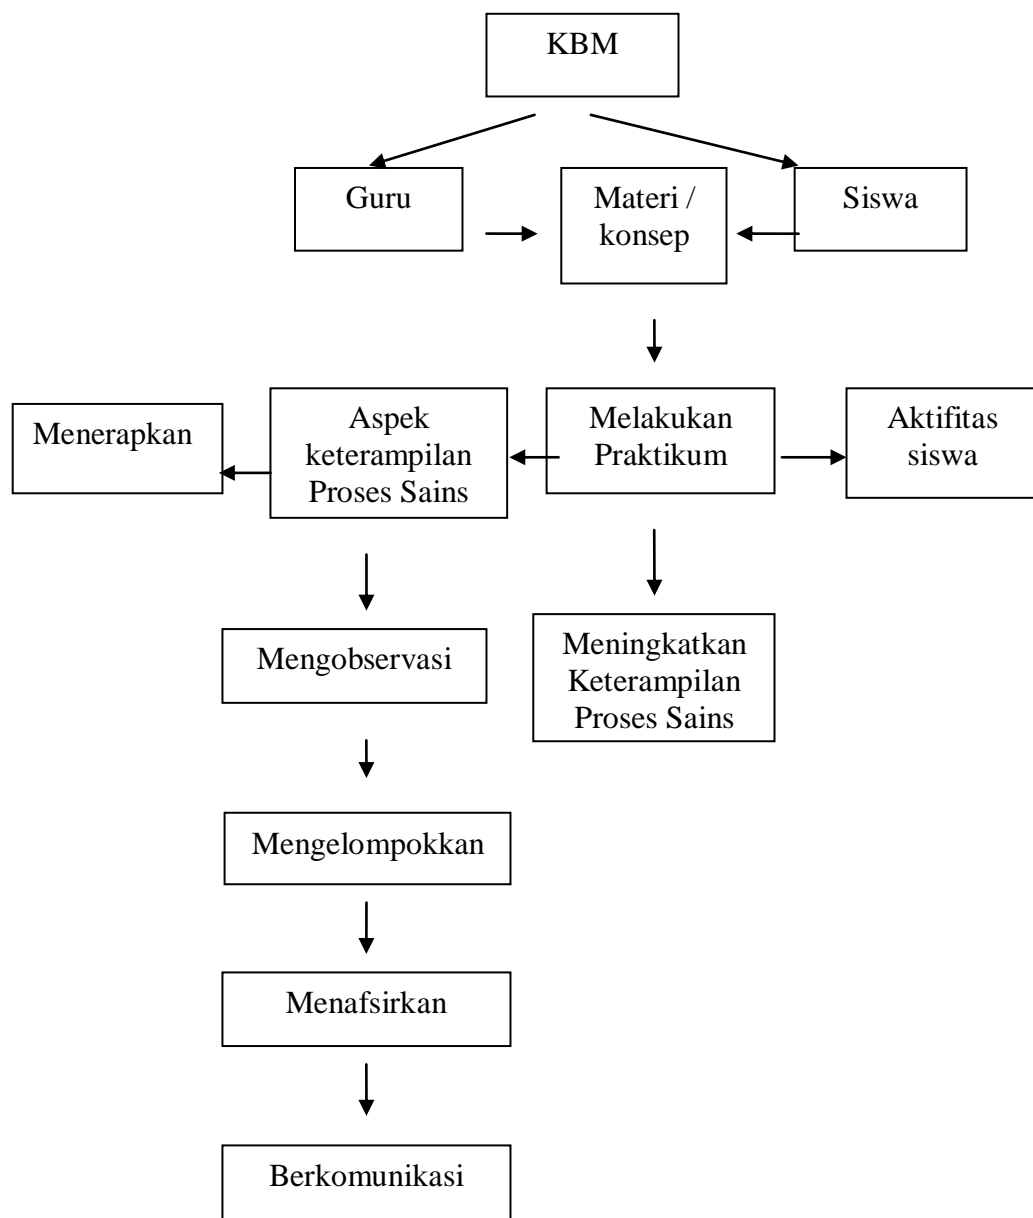 KBM
Guru
Materi /
konsep
Siswa
Menerapkan
Aspek
keterampilan
Proses Sains
Melakukan
Praktikum
Aktifitas
siswa
Mengobservasi
Meningkatkan
Keterampilan
Proses Sains
Mengelompokkan
Menafsirkan
Berkomunikasi